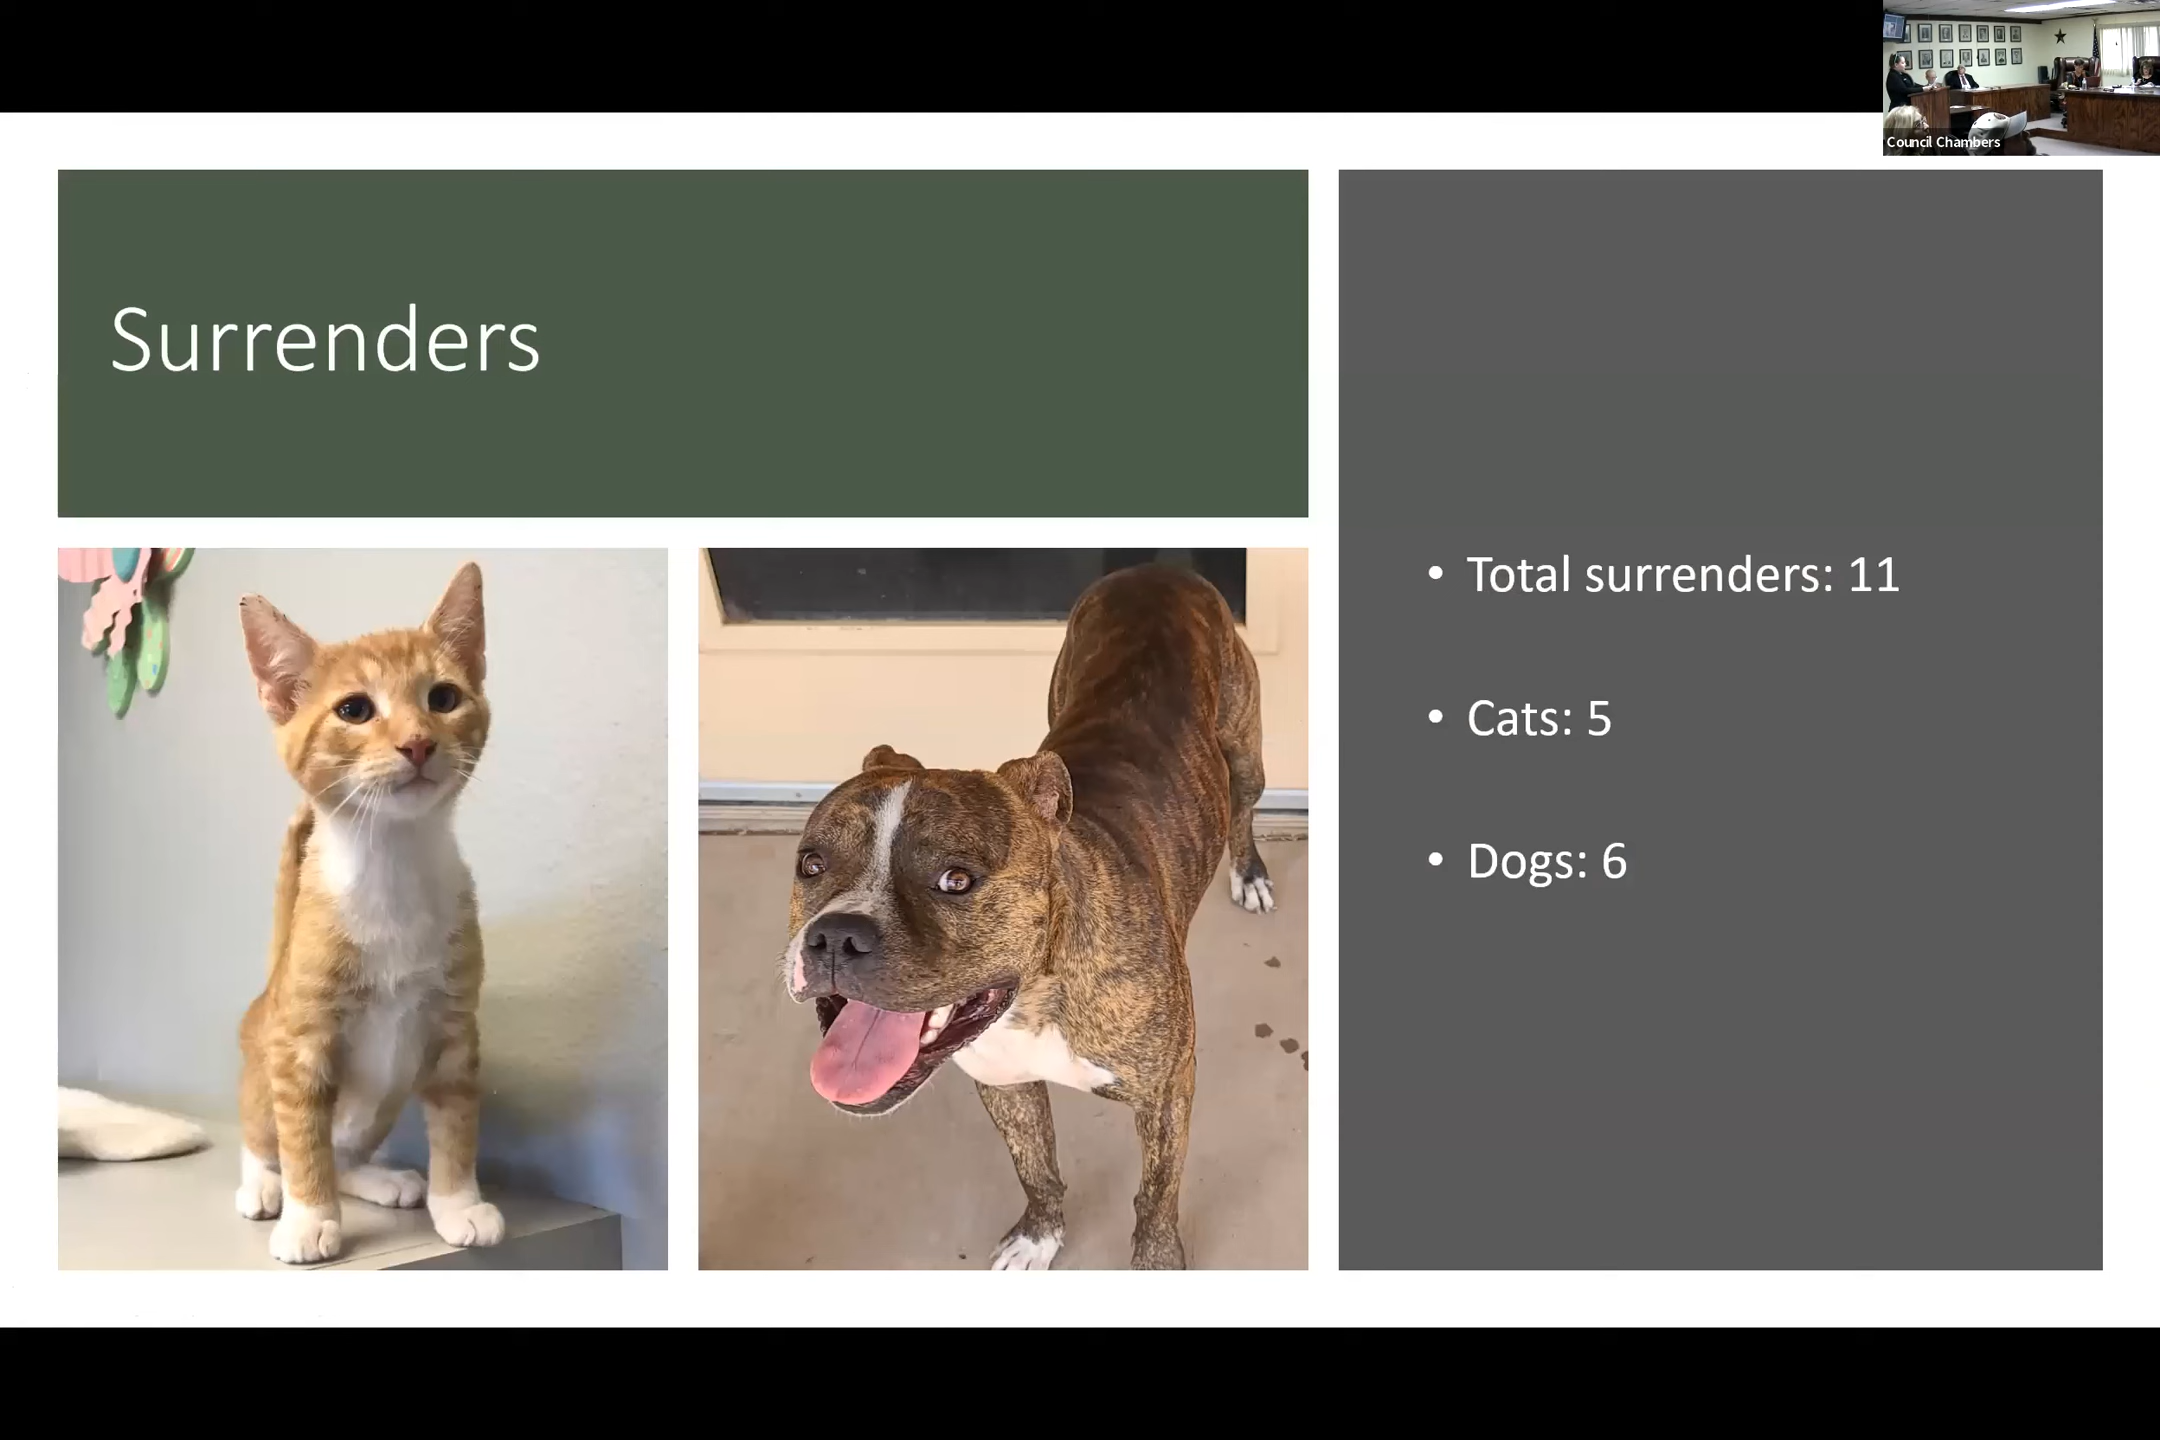 Council Chambers
Surrenders
• Total surrenders: 11
• Cats: 5
• Dogs: 6